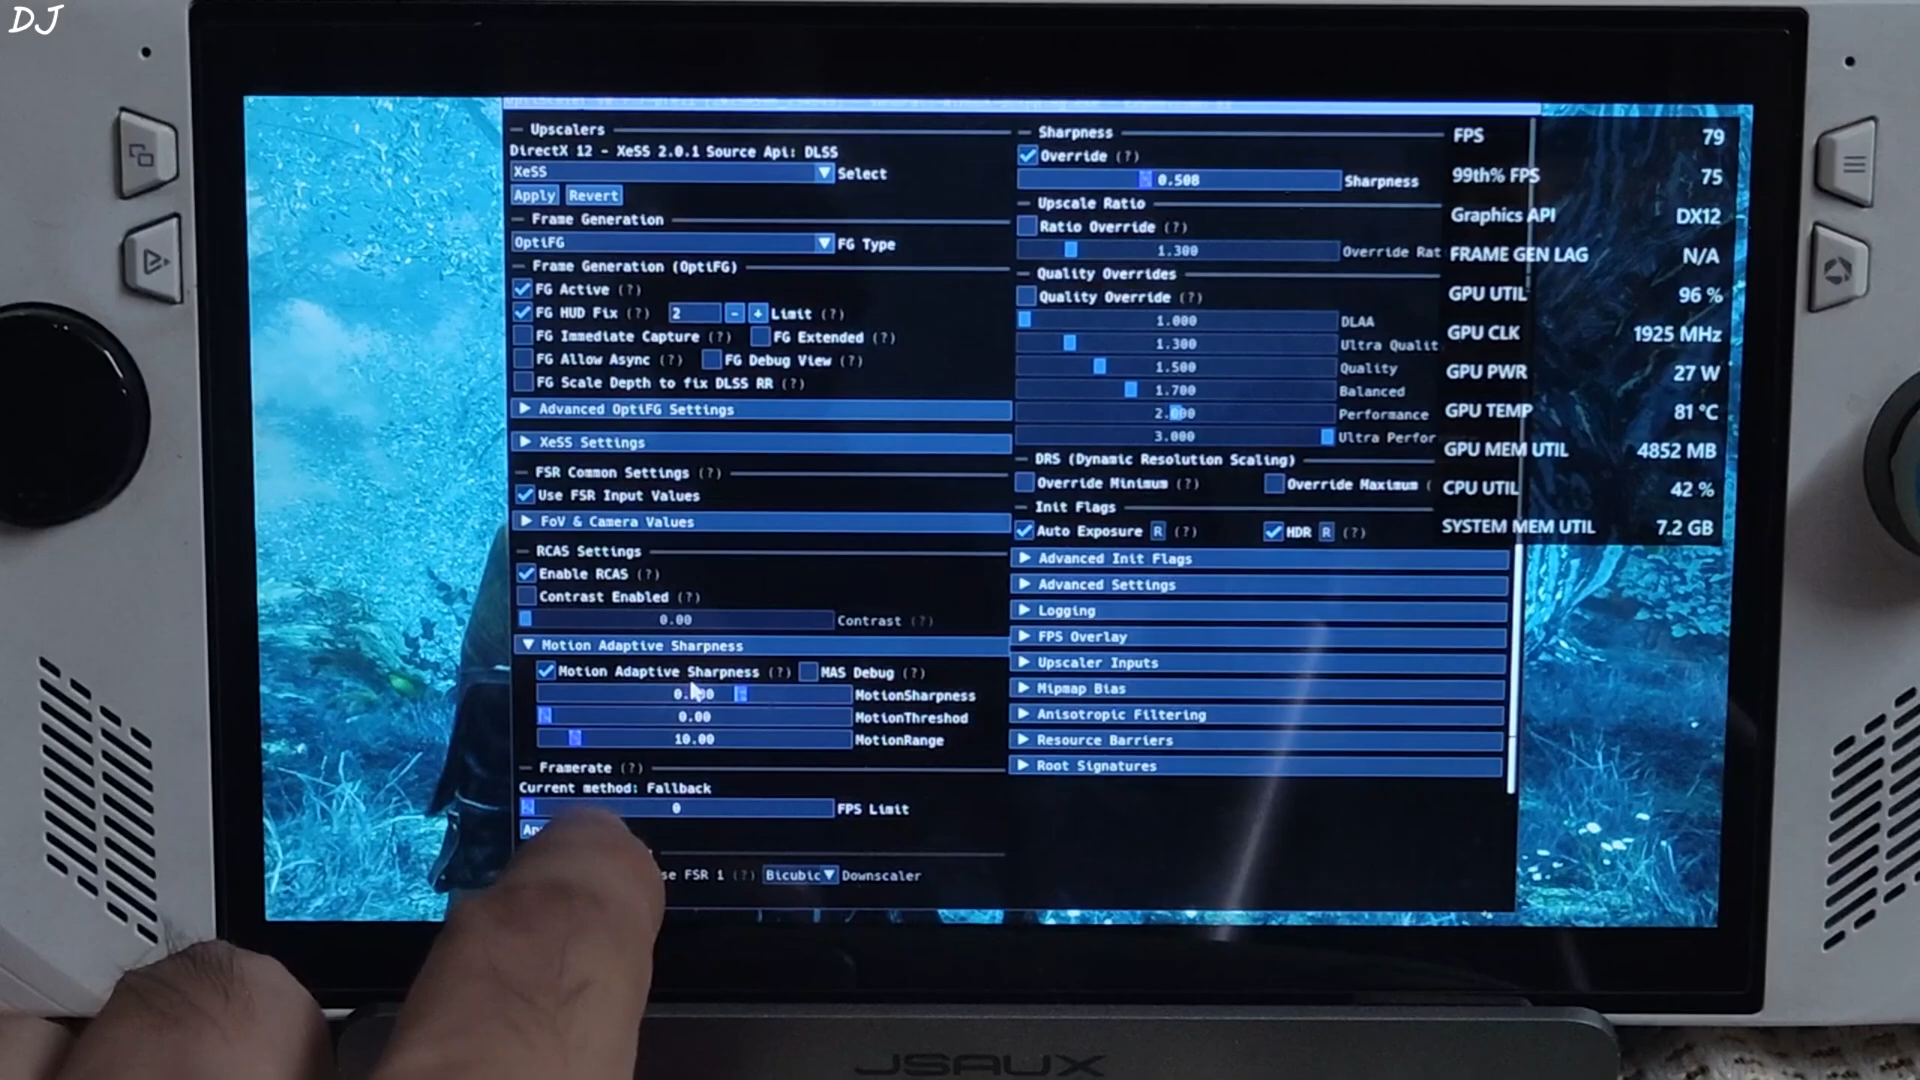 DJ
Upscalers
DirectX 12 - XeSS 2.0.1 Source Api: DLSS
XeSS Select
Apply Revert
Frame Generation
OptiFG FG Type
Frame Generation (OptiFG)
FG Active (?)
FG HUD Fix (?) 2 - + Limit (?)
FG Immediate Capture (?) FG Extended (?)
FG Allow Async (?) FG Debug View (?)
FG Scale Depth to fix DLSS RR (?)
Advanced OptiFG Settings
XeSS Settings
FSR Common Settings (?)
Use FSR Input Values
FoV & Camera Values
RCAS Settings
Enable RCAS (?)
Contrast Enabled (?)
0.00 Contrast (?)
Motion Adaptive Sharpness
Motion Adaptive Sharpness (?) MAS Debug (?)
MotionSharpness
0.00 MotionThreshod
10.00 MotionRange
Framerate (?)
Current method: Fallback
0 FPS Limit
FSR 1 (?) Bicubic Downscaler
Sharpness
Override (?)
0.508 Sharpness
Upscale Ratio
Ratio Override (?)
1.300 Override Rat
Quality Overrides
Quality Override (?)
1.000 DLAA
1.300 Ultra Qualit
1.500 Quality
1.700 Balanced
2.000 Performance
3.000 Ultra Perfor
DRS (Dynamic Resolution Scaling)
Override Minimum (?) Override Maximum (
Init Flags
Auto Exposure R (?) HDR R (?)
Advanced Init Flags
Advanced Settings
Logging
FPS Overlay
Upscaler Inputs
Mipmap Bias
Anisotropic Filtering
Resource Barriers
Root Signatures
FPS 79
99th% FPS 75
Graphics API DX12
FRAME GEN LAG N/A
GPU UTIL 96 %
GPU CLK 1925 MHz
GPU PWR 27 W
GPU TEMP 81 °C
GPU MEM UTIL 4852 MB
CPU UTIL 42 %
SYSTEM MEM UTIL 7.2 GB
JSAUX